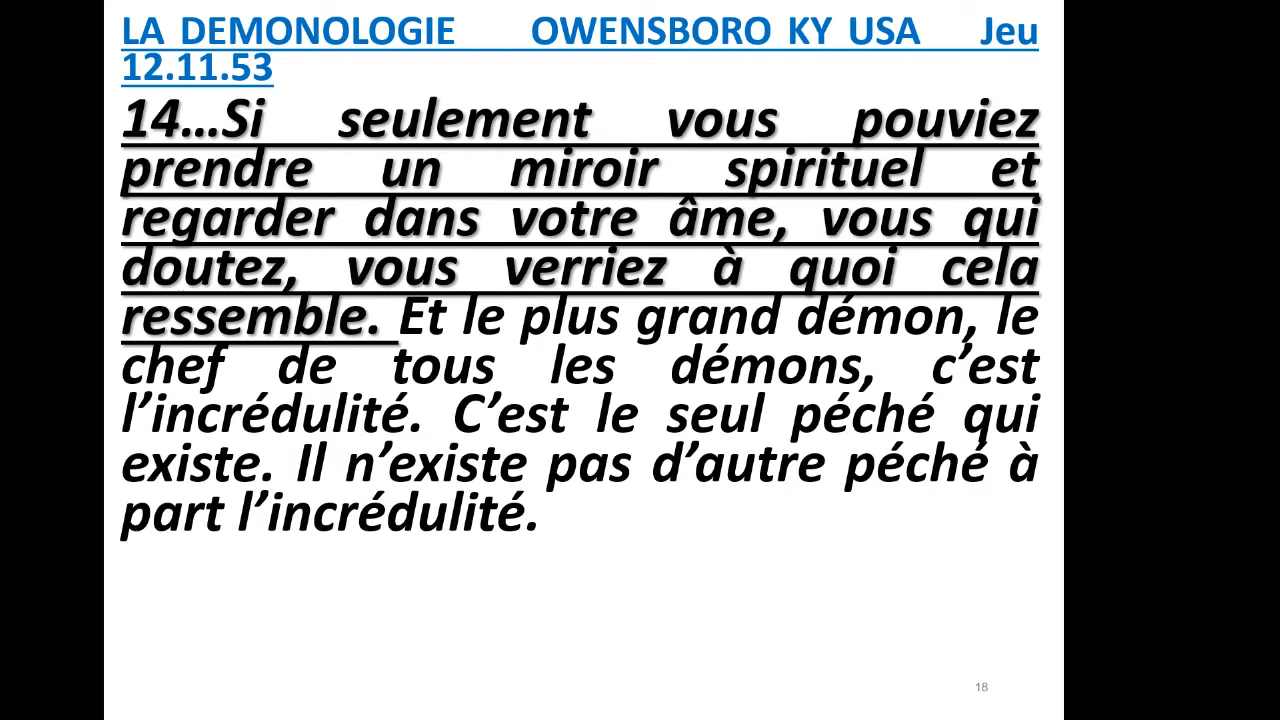 LA DEMONOLOGIE OWENSBORO KY USA Jeu
12.11.53
14…Si seulement vous pouviez
prendre un miroir spirituel et
regarder dans votre âme, vous qui
doutez, vous verriez à quoi cela
ressemble. Et le plus grand démon, le
chef de tous les démons, c’est
l’incrédulité. C’est le seul péché qui
existe. Il n’existe pas d’autre péché à
part l’incrédulité.
18